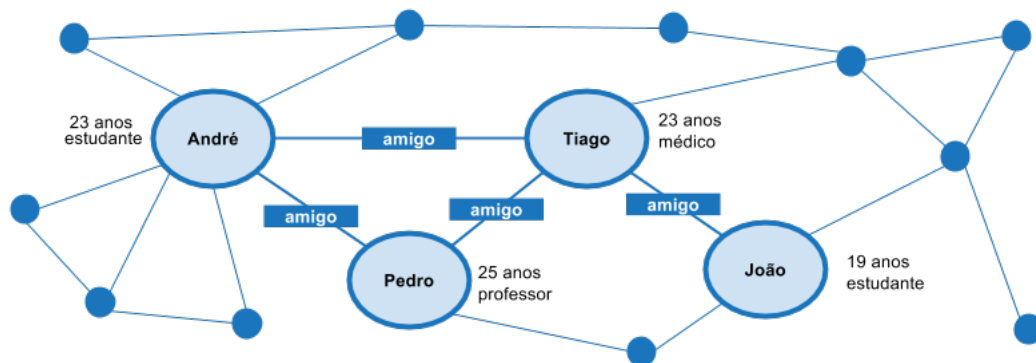 23 anos
estudante
André
amigo
Tiago
23 anos
médico
amigo
amigo
amigo
Pedro
25 anos
professor
João
19 anos
estudante